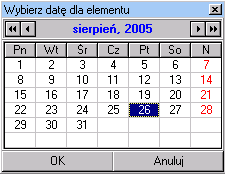 Wybierz datę dla elementu
sierpień, 2005
Pn Wt Śr Cz Pt So N
1 2 3 4 5 6 7
8 9 10 11 12 13 14
15 16 17 18 19 20 21
22 23 24 25 26 27 28
29 30 31
OK Anuluj